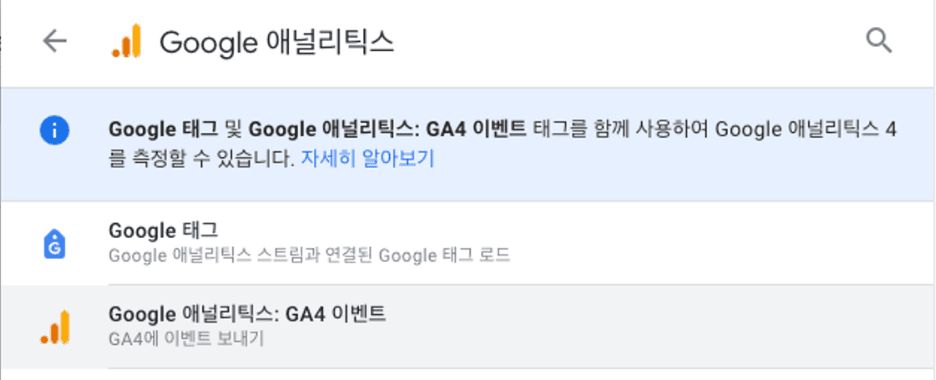 Google 애널리틱스
Google 태그 및 Google 애널리틱스: GA4 이벤트 태그를 함께 사용하여 Google 애널리틱스 4
를 측정할 수 있습니다. 자세히 알아보기
Google 태그
Google 애널리틱스 스트림과 연결된 Google 태그 로드
Google 애널리틱스: GA4 이벤트
GA4에 이벤트 보내기